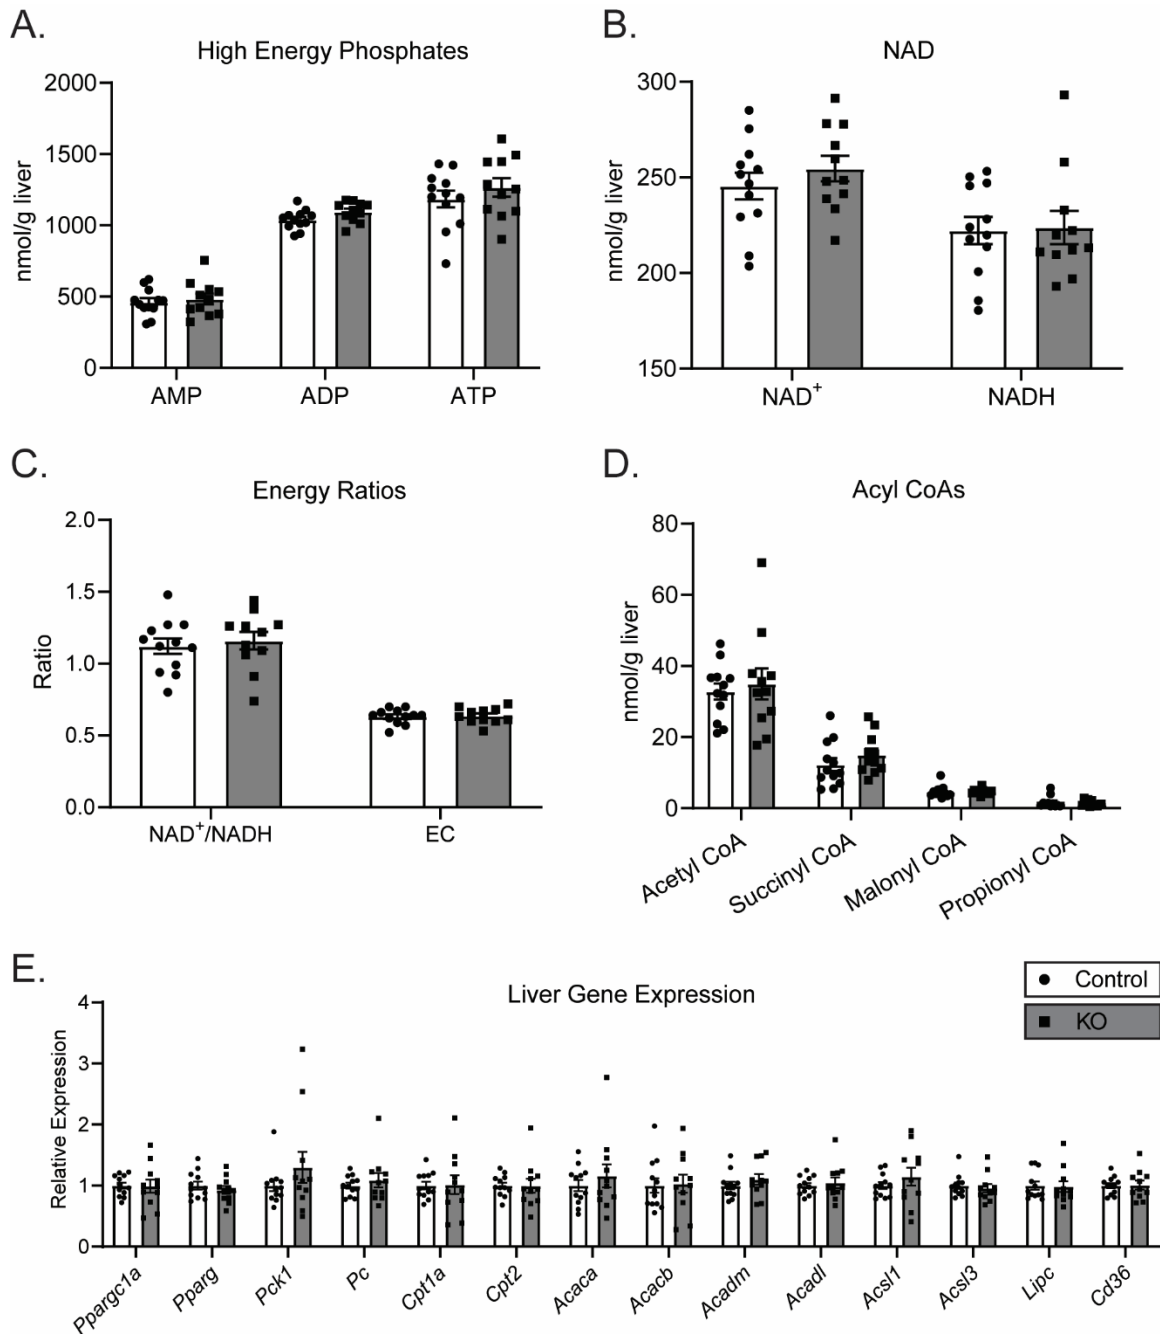 A.
High Energy Phosphates
nmol/g liver
2000
1500
1000
500
0
AMP
ADP
ATP
B.
NAD
nmol/g liver
300
250
200
150
NAD⁺
NADH
C.
Energy Ratios
Ratio
2.0
1.5
1.0
0.5
0.0
NAD⁺/NADH
EC
D.
Acyl CoAs
nmol/g liver
80
60
40
20
0
Acetyl CoA
Succinyl CoA
Malonyl CoA
Propionyl CoA
E.
Liver Gene Expression
Control
KO
Relative Expression
4
3
2
1
0
Ppargc1a
Pparg
Pck1
Pc
Cpt1a
Cpt2
Acaca
Acacb
Acadm
Acadl
Acsl1
Acsl3
Lipc
Cd36